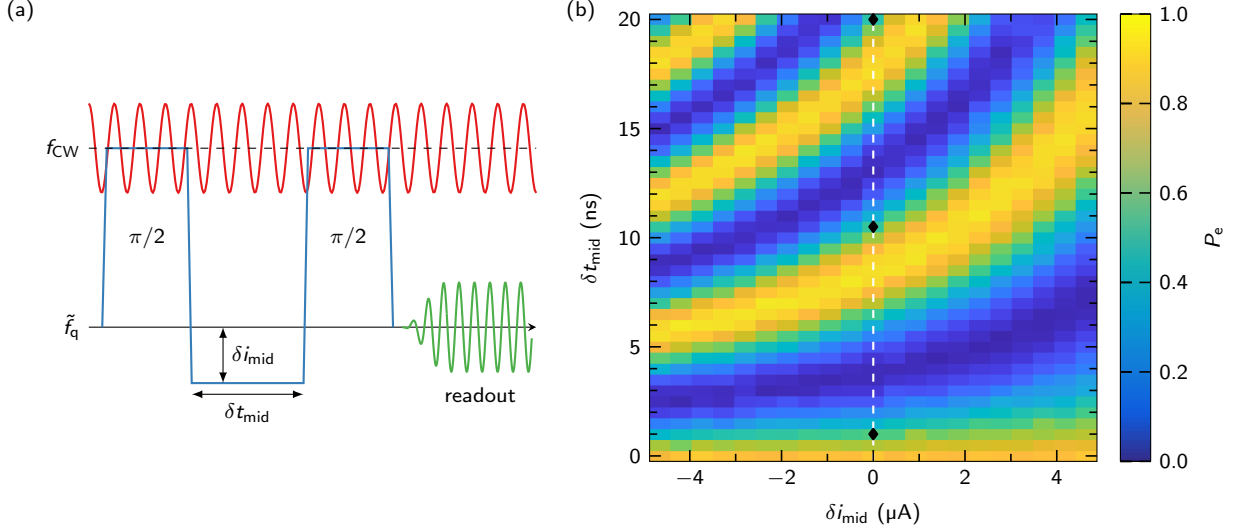 (a)
f_CW
π/2 π/2
f̃_q
δi_mid
δt_mid
readout
(b)
20
15
10
5
0
δt_mid (ns)
−4 −2 0 2 4
δi_mid (µA)
1.0
0.8
0.6
0.4
0.2
0.0
P_e